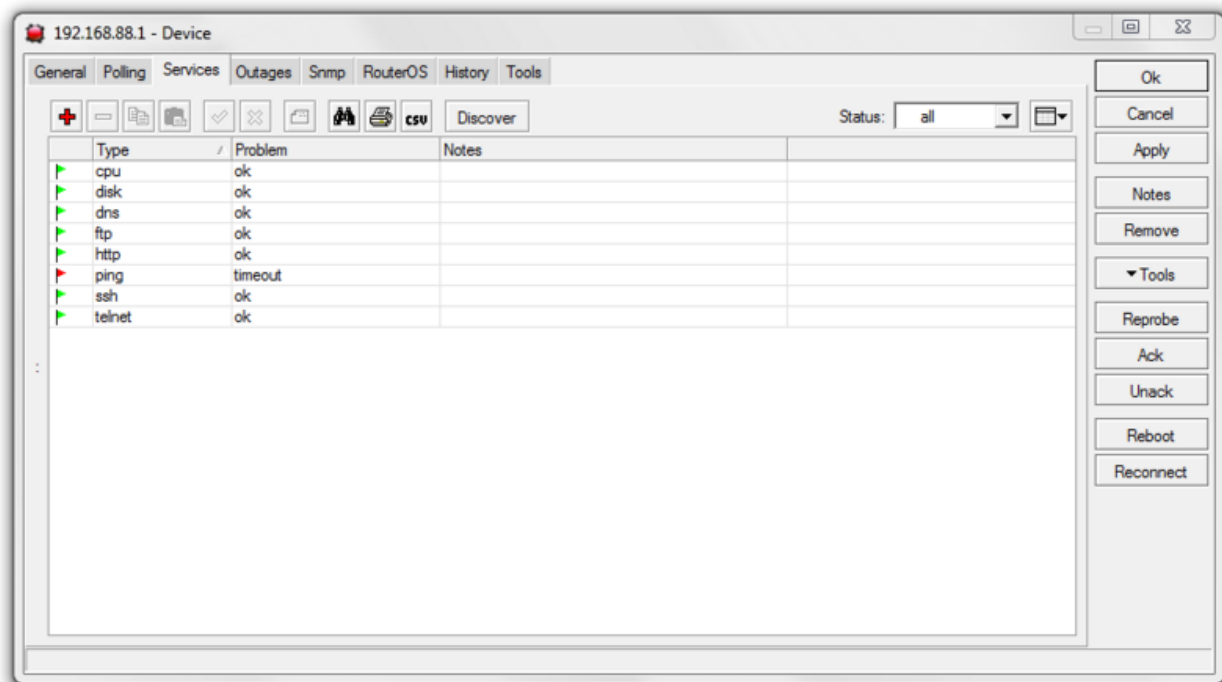 192.168.88.1 - Device
General Polling Services Outages Snmp RouterOS History Tools
csv Discover Status: all
Type Problem Notes
cpu ok
disk ok
dns ok
ftp ok
http ok
ping timeout
ssh ok
telnet ok
Ok
Cancel
Apply
Notes
Remove
Tools
Reprobe
Ack
Unack
Reboot
Reconnect